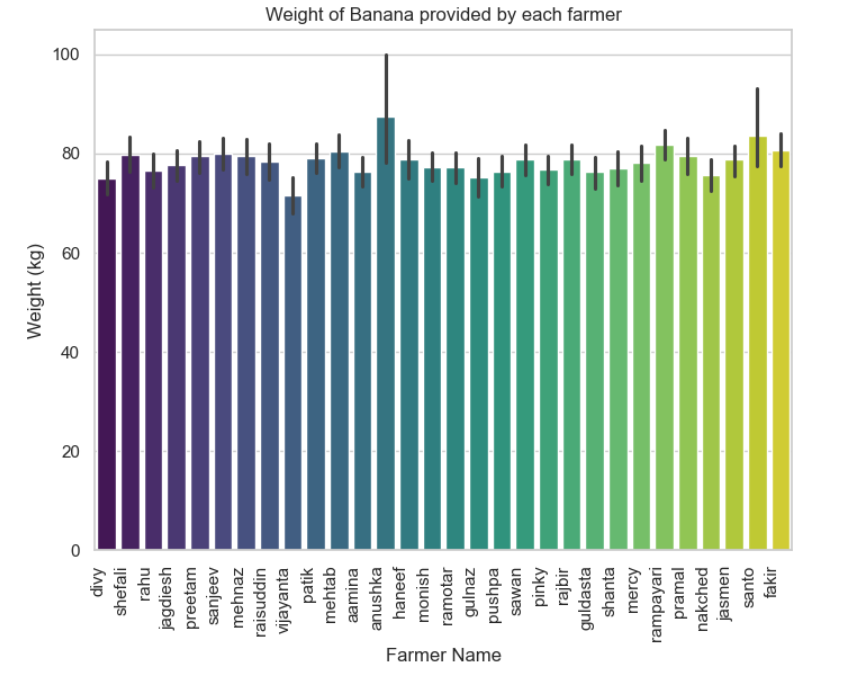 Weight of Banana provided by each farmer
100
80
60
40
20
0
Weight (kg)
divy
shefali
rahu
jagdiesh
preetam
sanjeev
mehnaz
raisuddin
vijayanta
patik
mehtab
aamina
anushka
haneef
monish
ramotar
gulnaz
pushpa
sawan
pinky
rajbir
guldasta
shanta
mercy
rampayari
pramal
nakched
jasmen
santo
fakir
Farmer Name